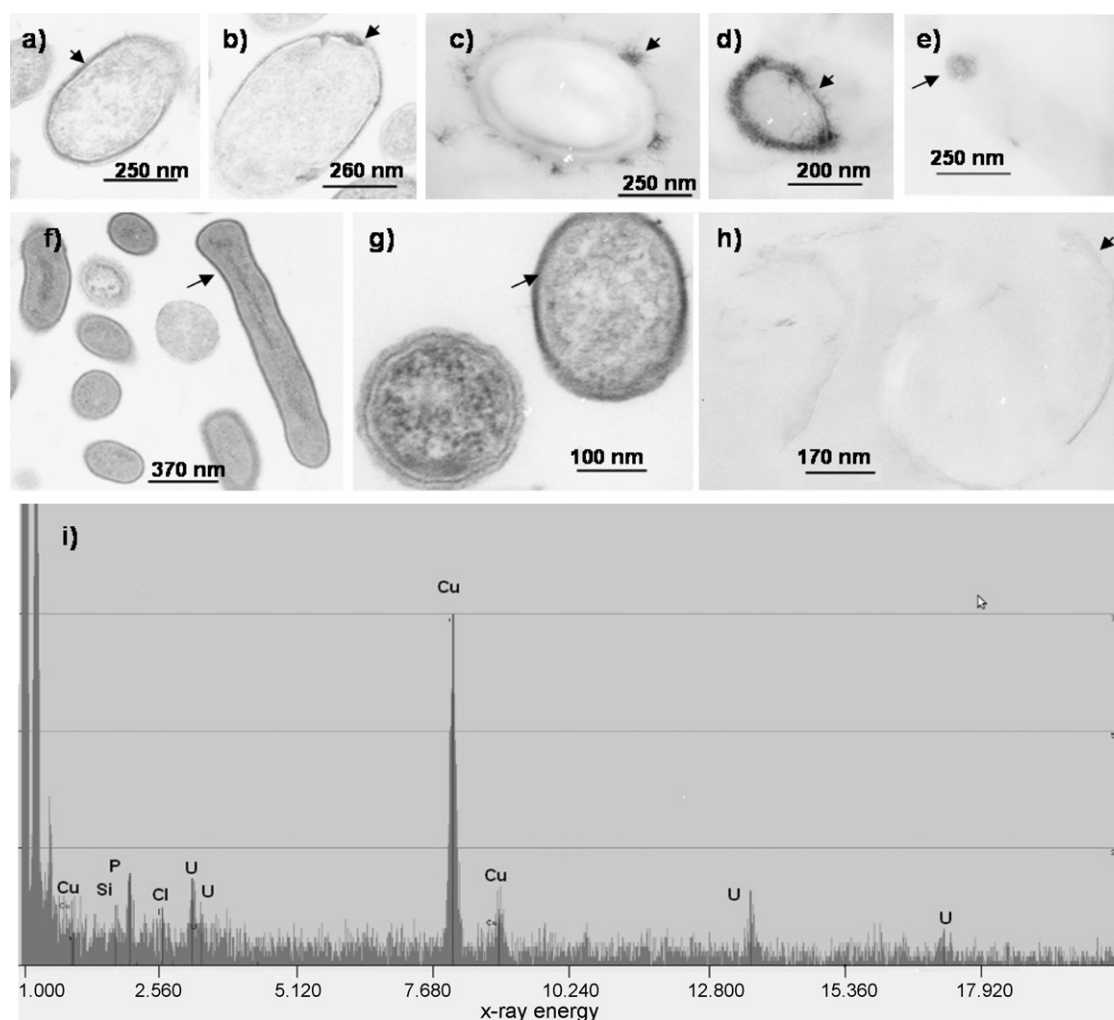 a)
250 nm
b)
260 nm
c)
250 nm
d)
200 nm
e)
250 nm
f)
370 nm
g)
100 nm
h)
170 nm
i)
Cu
Cu
Si
P
Cl
U
U
Cu
U
U
1.000 2.560 5.120 7.680 10.240 12.800 15.360 17.920
x-ray energy